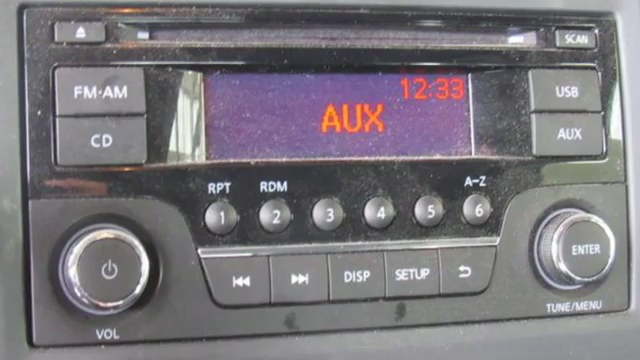 SCAN
12:33
AUX
FM·AM
CD
USB
AUX
RPT RDM A-Z
1 2 3 4 5 6
DISP SETUP
ENTER
VOL
TUNE/MENU